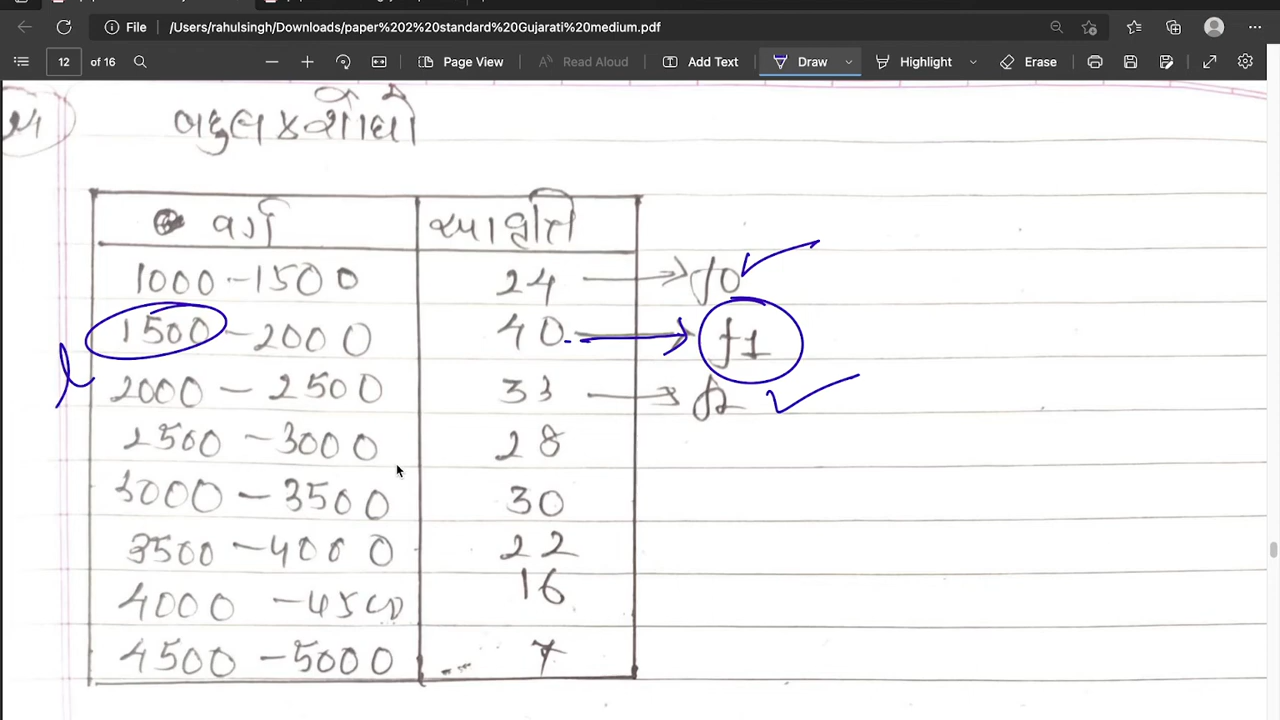 File /Users/rahulsingh/Downloads/paper%202%20standard%20Gujarati%20medium.pdf
12 of 16 Page View Read Aloud Add Text Draw Highlight Erase
બહુલક શોધો
વર્ગ આવૃત્તિ
1000-1500 24 f0
1500-2000 40 f1
l
2000-2500 33 f2
2500-3000 28
3000-3500 30
3500-4000 22
4000-4500 16
4500-5000 7